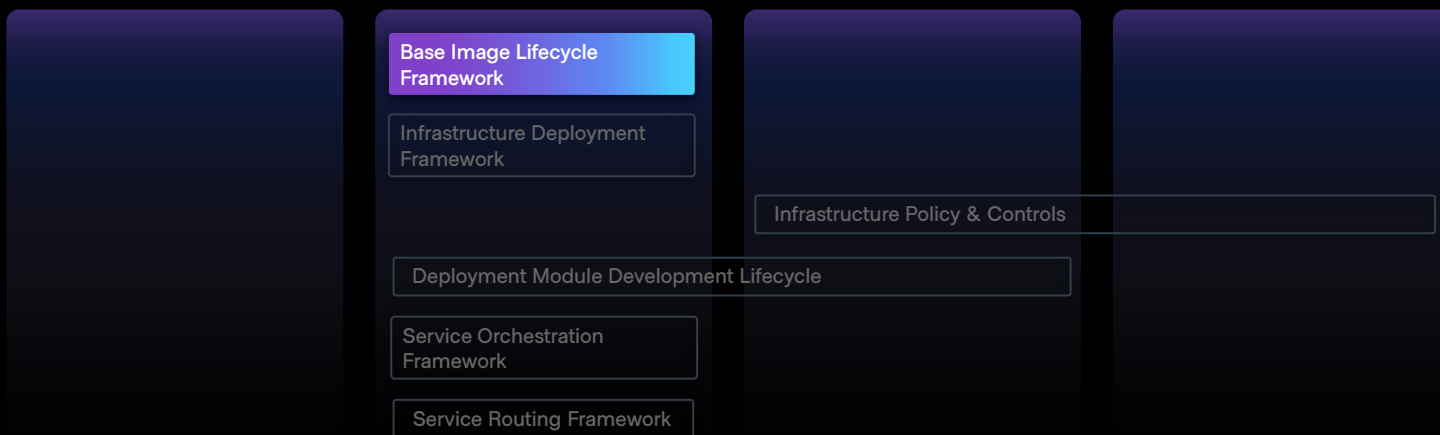 Base Image Lifecycle
Framework
Infrastructure Deployment
Framework
Infrastructure Policy & Controls
Deployment Module Development Lifecycle
Service Orchestration
Framework
Service Routing Framework